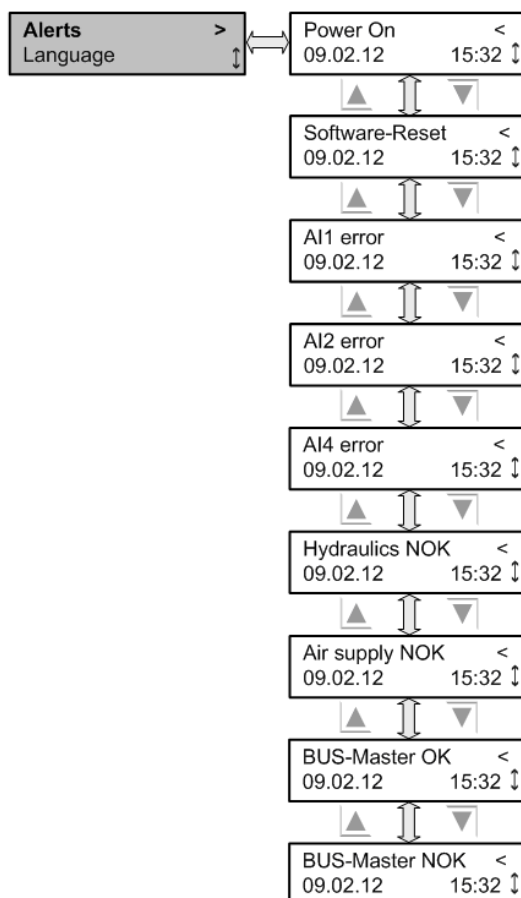 Alerts >
Language ↕
Power On <
09.02.12 15:32 ↕
Software-Reset <
09.02.12 15:32 ↕
AI1 error <
09.02.12 15:32 ↕
AI2 error <
09.02.12 15:32 ↕
AI4 error <
09.02.12 15:32 ↕
Hydraulics NOK <
09.02.12 15:32 ↕
Air supply NOK <
09.02.12 15:32 ↕
BUS-Master OK <
09.02.12 15:32 ↕
BUS-Master NOK <
09.02.12 15:32 ↕